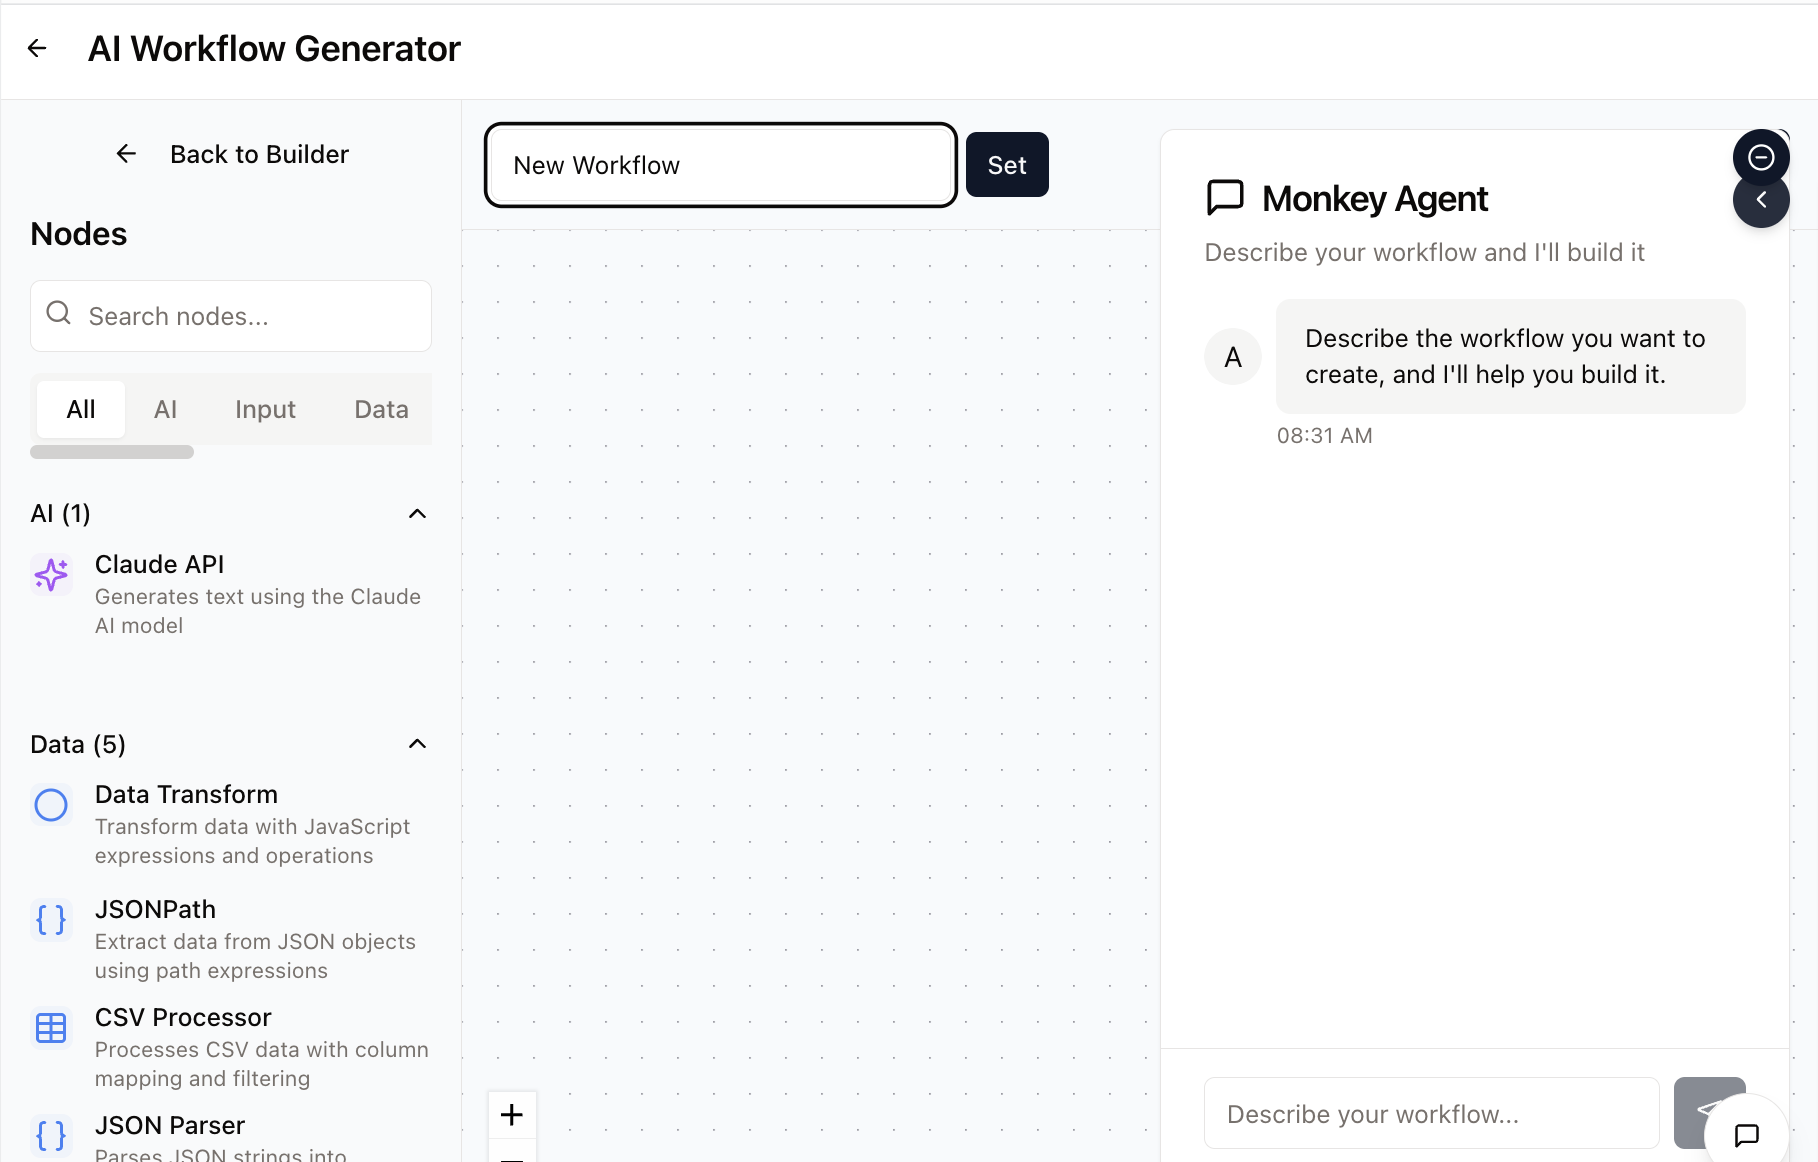 AI Workflow Generator
Back to Builder
Nodes
Search nodes...
All AI Input Data
AI (1)
Claude API
Generates text using the Claude
AI model
Data (5)
Data Transform
Transform data with JavaScript
expressions and operations
JSONPath
Extract data from JSON objects
using path expressions
CSV Processor
Processes CSV data with column
mapping and filtering
JSON Parser
Parses JSON strings into
New Workflow
Set
Monkey Agent
Describe your workflow and I'll build it
A
Describe the workflow you want to
create, and I'll help you build it.
08:31 AM
Describe your workflow...